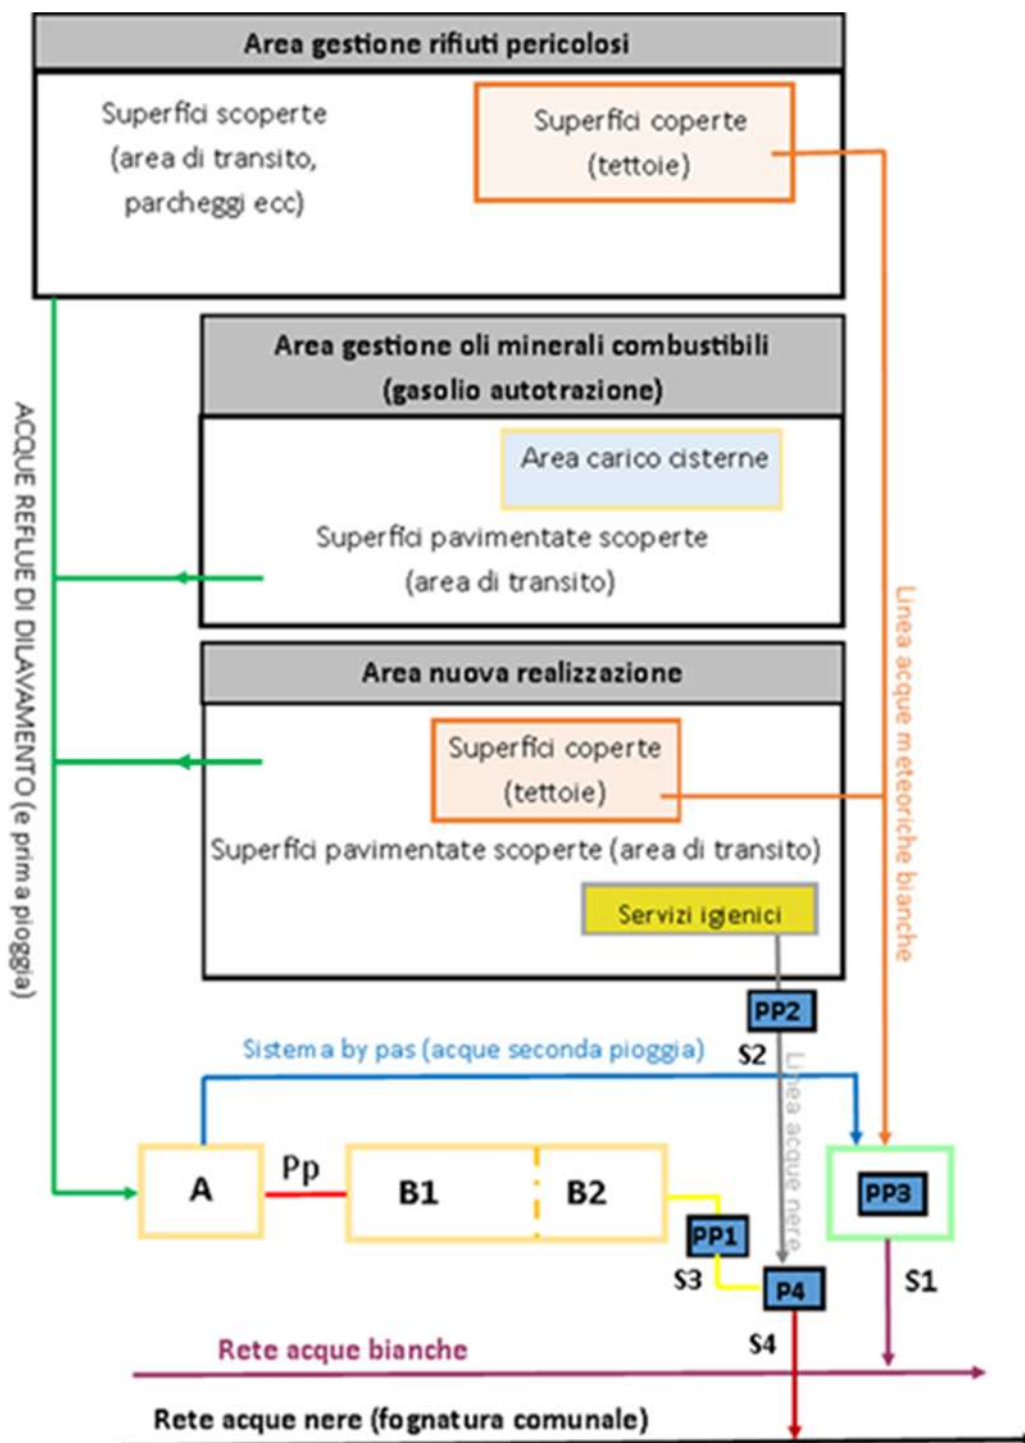 Area gestione rifiuti pericolosi
Superfici scoperte
(area di transito,
parcheggi ecc)
Superfici coperte
(tettoie)
Area gestione oli minerali combustibili
(gasolio autotrazione)
Area carico cisterne
Superfici pavimentate scoperte
(area di transito)
ACQUE REFLUE DI DILAVAMENTO (e prima pioggia)
Linea acque meteoriche bianche
Area nuova realizzazione
Superfici coperte
(tettoie)
Superfici pavimentate scoperte (area di transito)
Servizi igienici
PP2
S2
Sistema by pas (acque seconda pioggia)
Linea acque nere
A
Pp
B1
B2
PP3
PP1
S3
P4
S1
S4
Rete acque bianche
Rete acque nere (fognatura comunale)